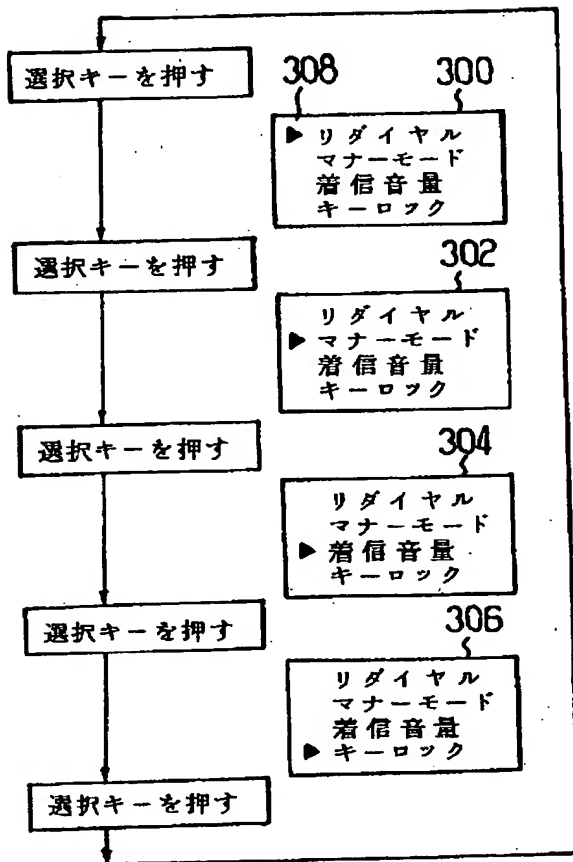 選択キーを押す
308
300
▶ リダイヤル
マナーモード
着信音量
キーロック
選択キーを押す
302
リダイヤル
▶ マナーモード
着信音量
キーロック
選択キーを押す
304
リダイヤル
マナーモード
▶ 着信音量
キーロック
選択キーを押す
306
リダイヤル
マナーモード
着信音量
▶ キーロック
選択キーを押す